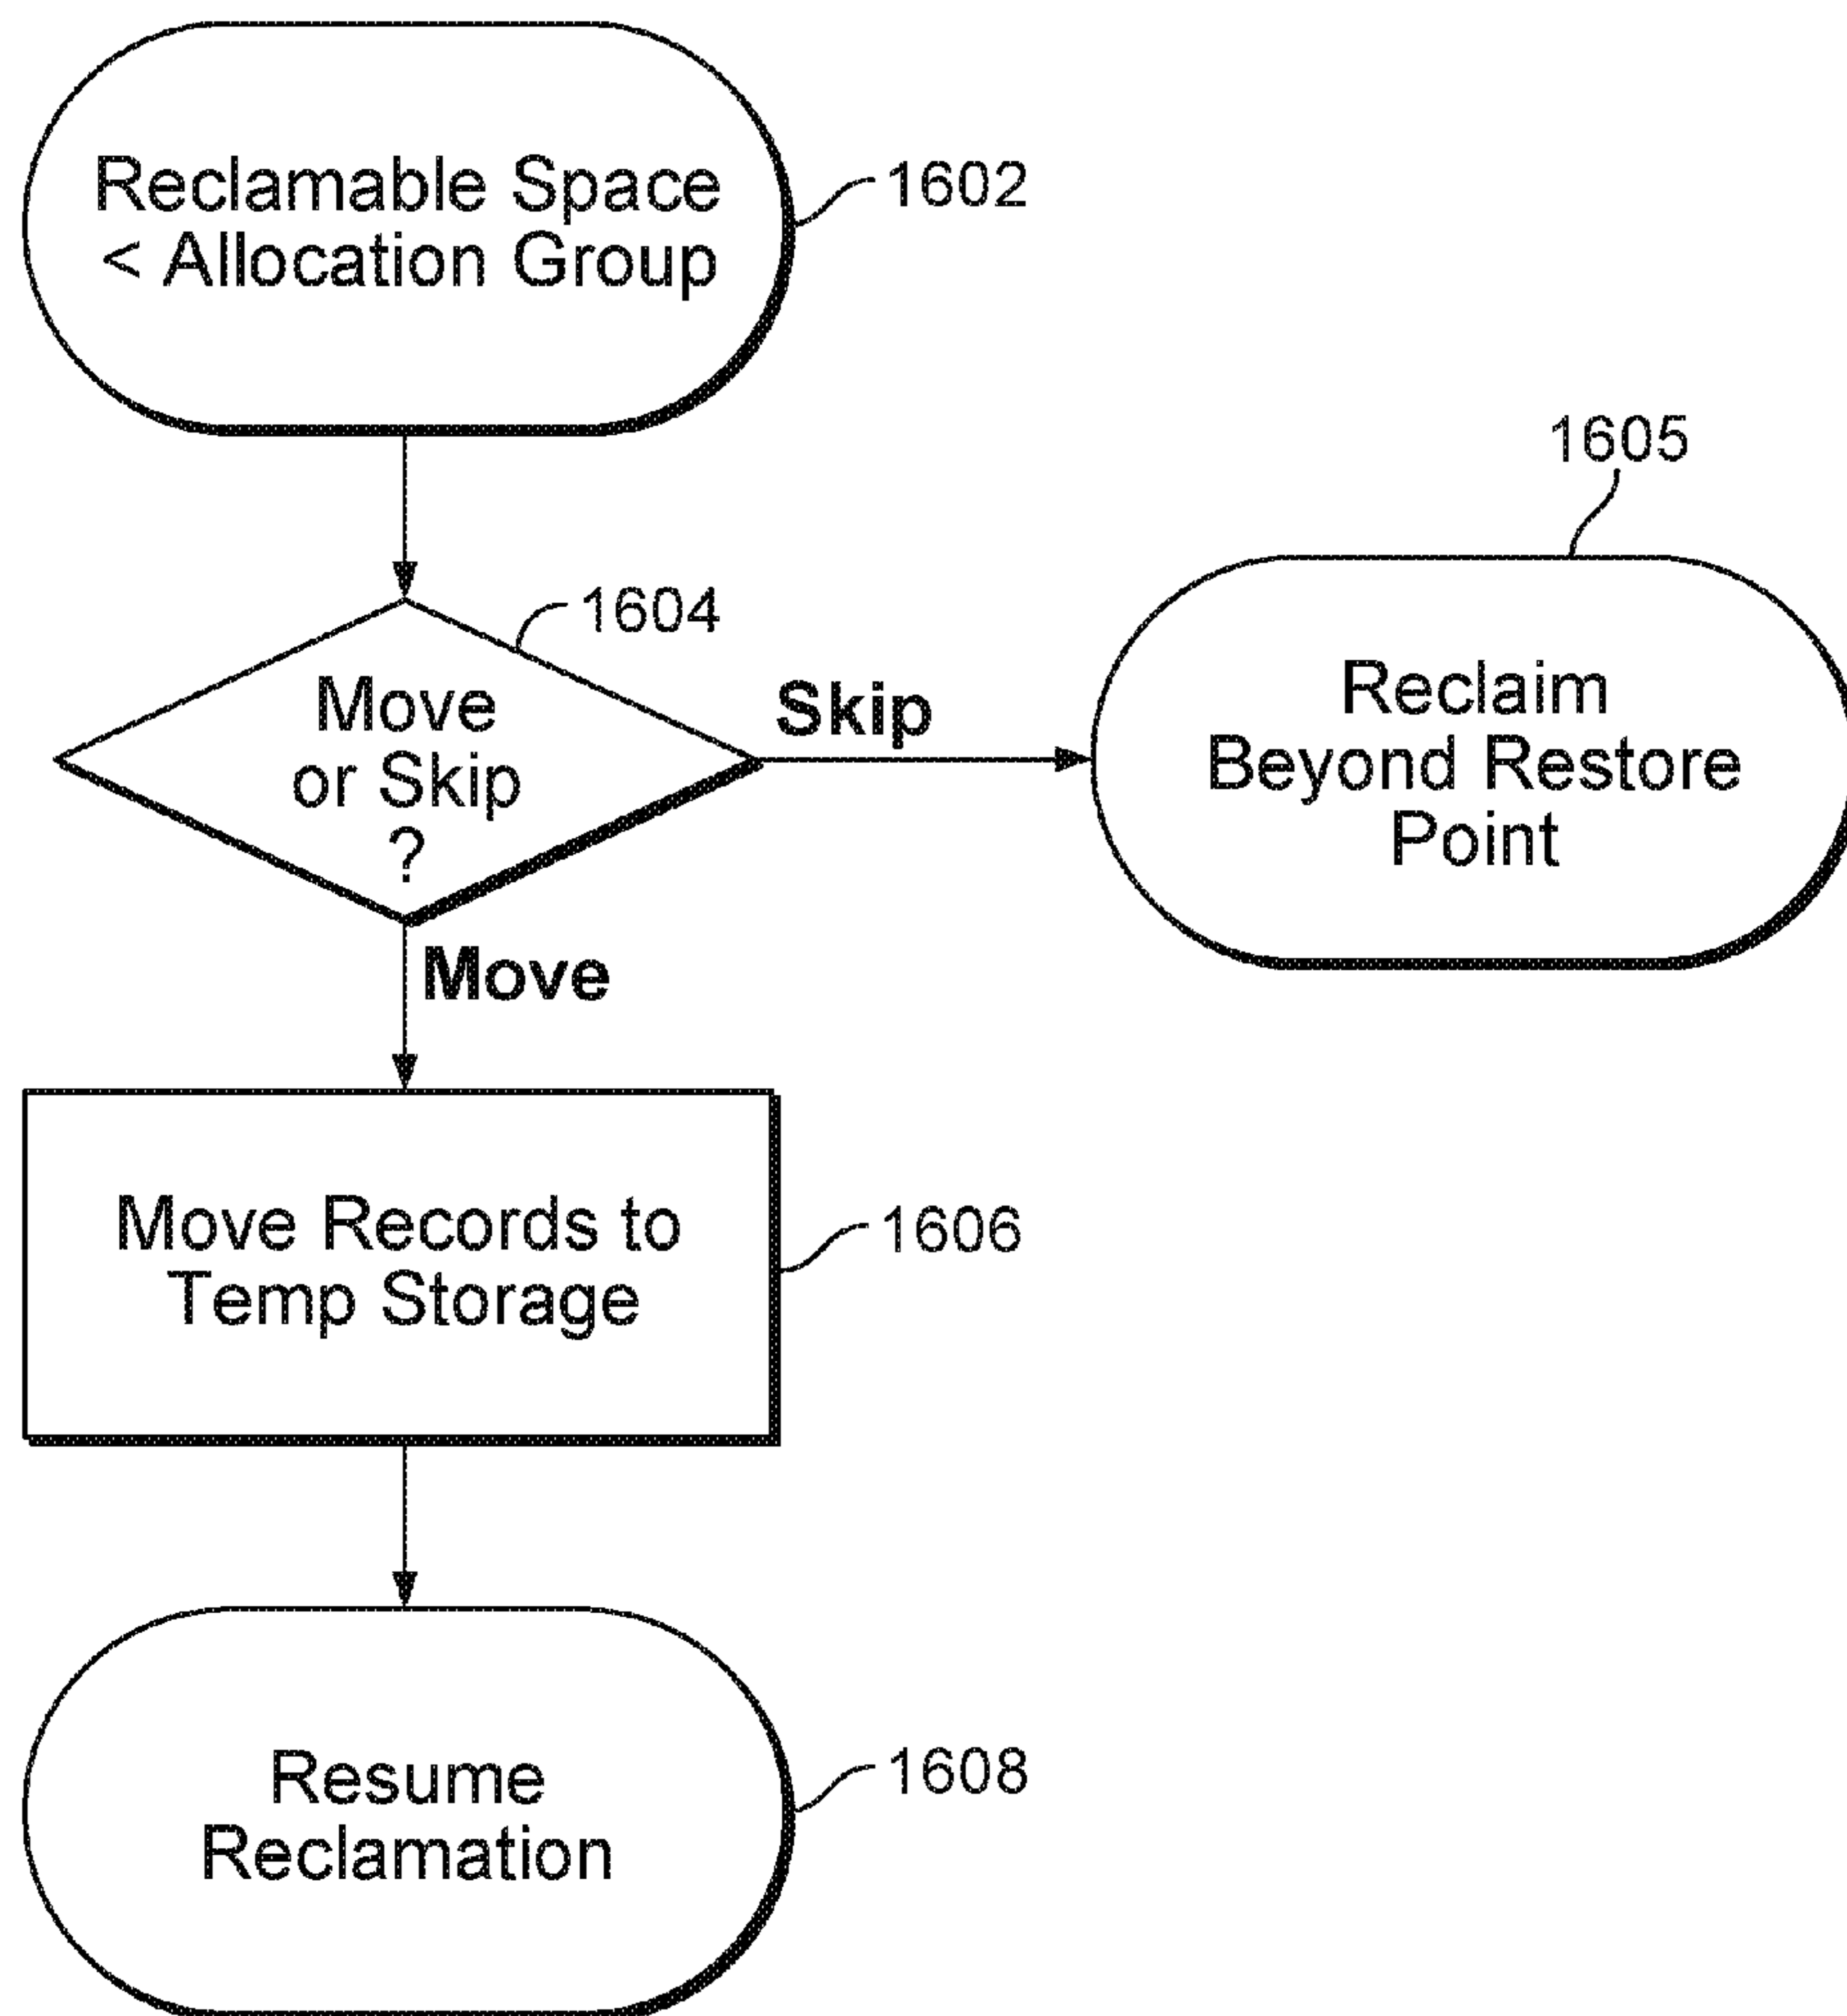 Reclamable Space
< Allocation Group
1602
1605
1604
Move
or Skip
?
Skip
Reclaim
Beyond Restore
Point
Move
Move Records to
Temp Storage
1606
Resume
Reclamation
1608